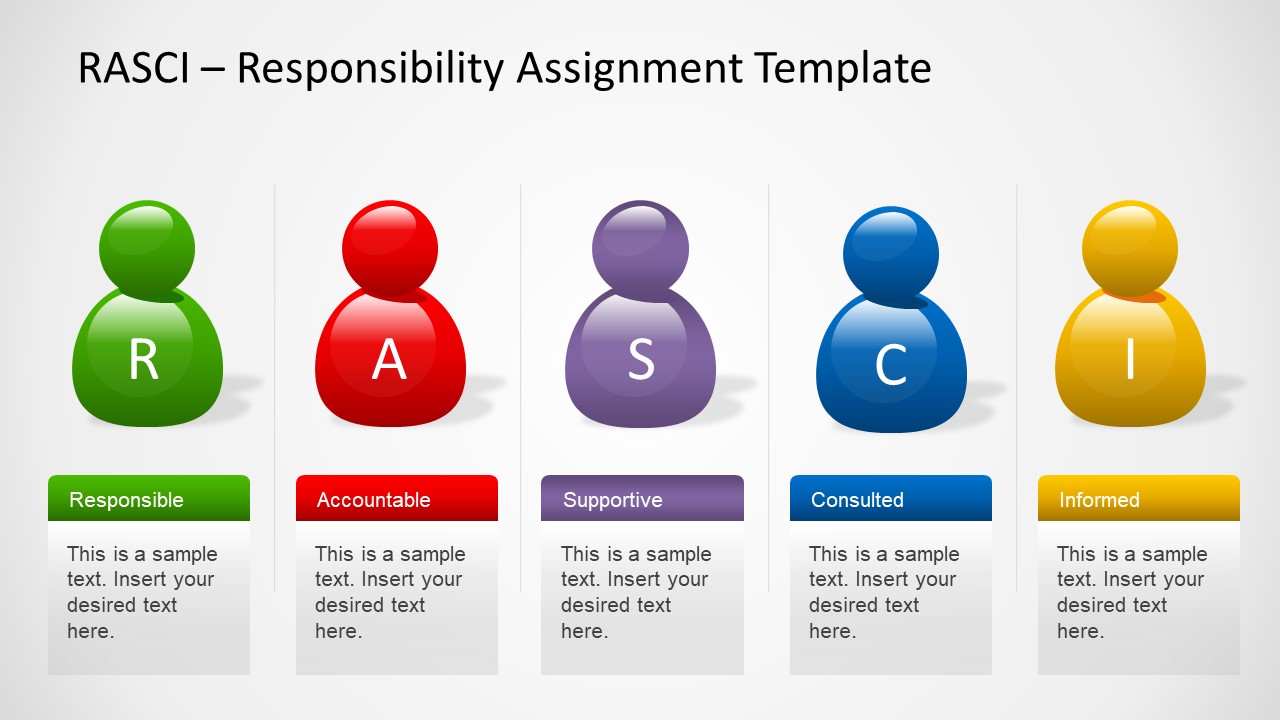 RASCI – Responsibility Assignment Template
R
A
S
C
I
Responsible
This is a sample
text. Insert your
desired text
here.
Accountable
This is a sample
text. Insert your
desired text
here.
Supportive
This is a sample
text. Insert your
desired text
here.
Consulted
This is a sample
text. Insert your
desired text
here.
Informed
This is a sample
text. Insert your
desired text
here.